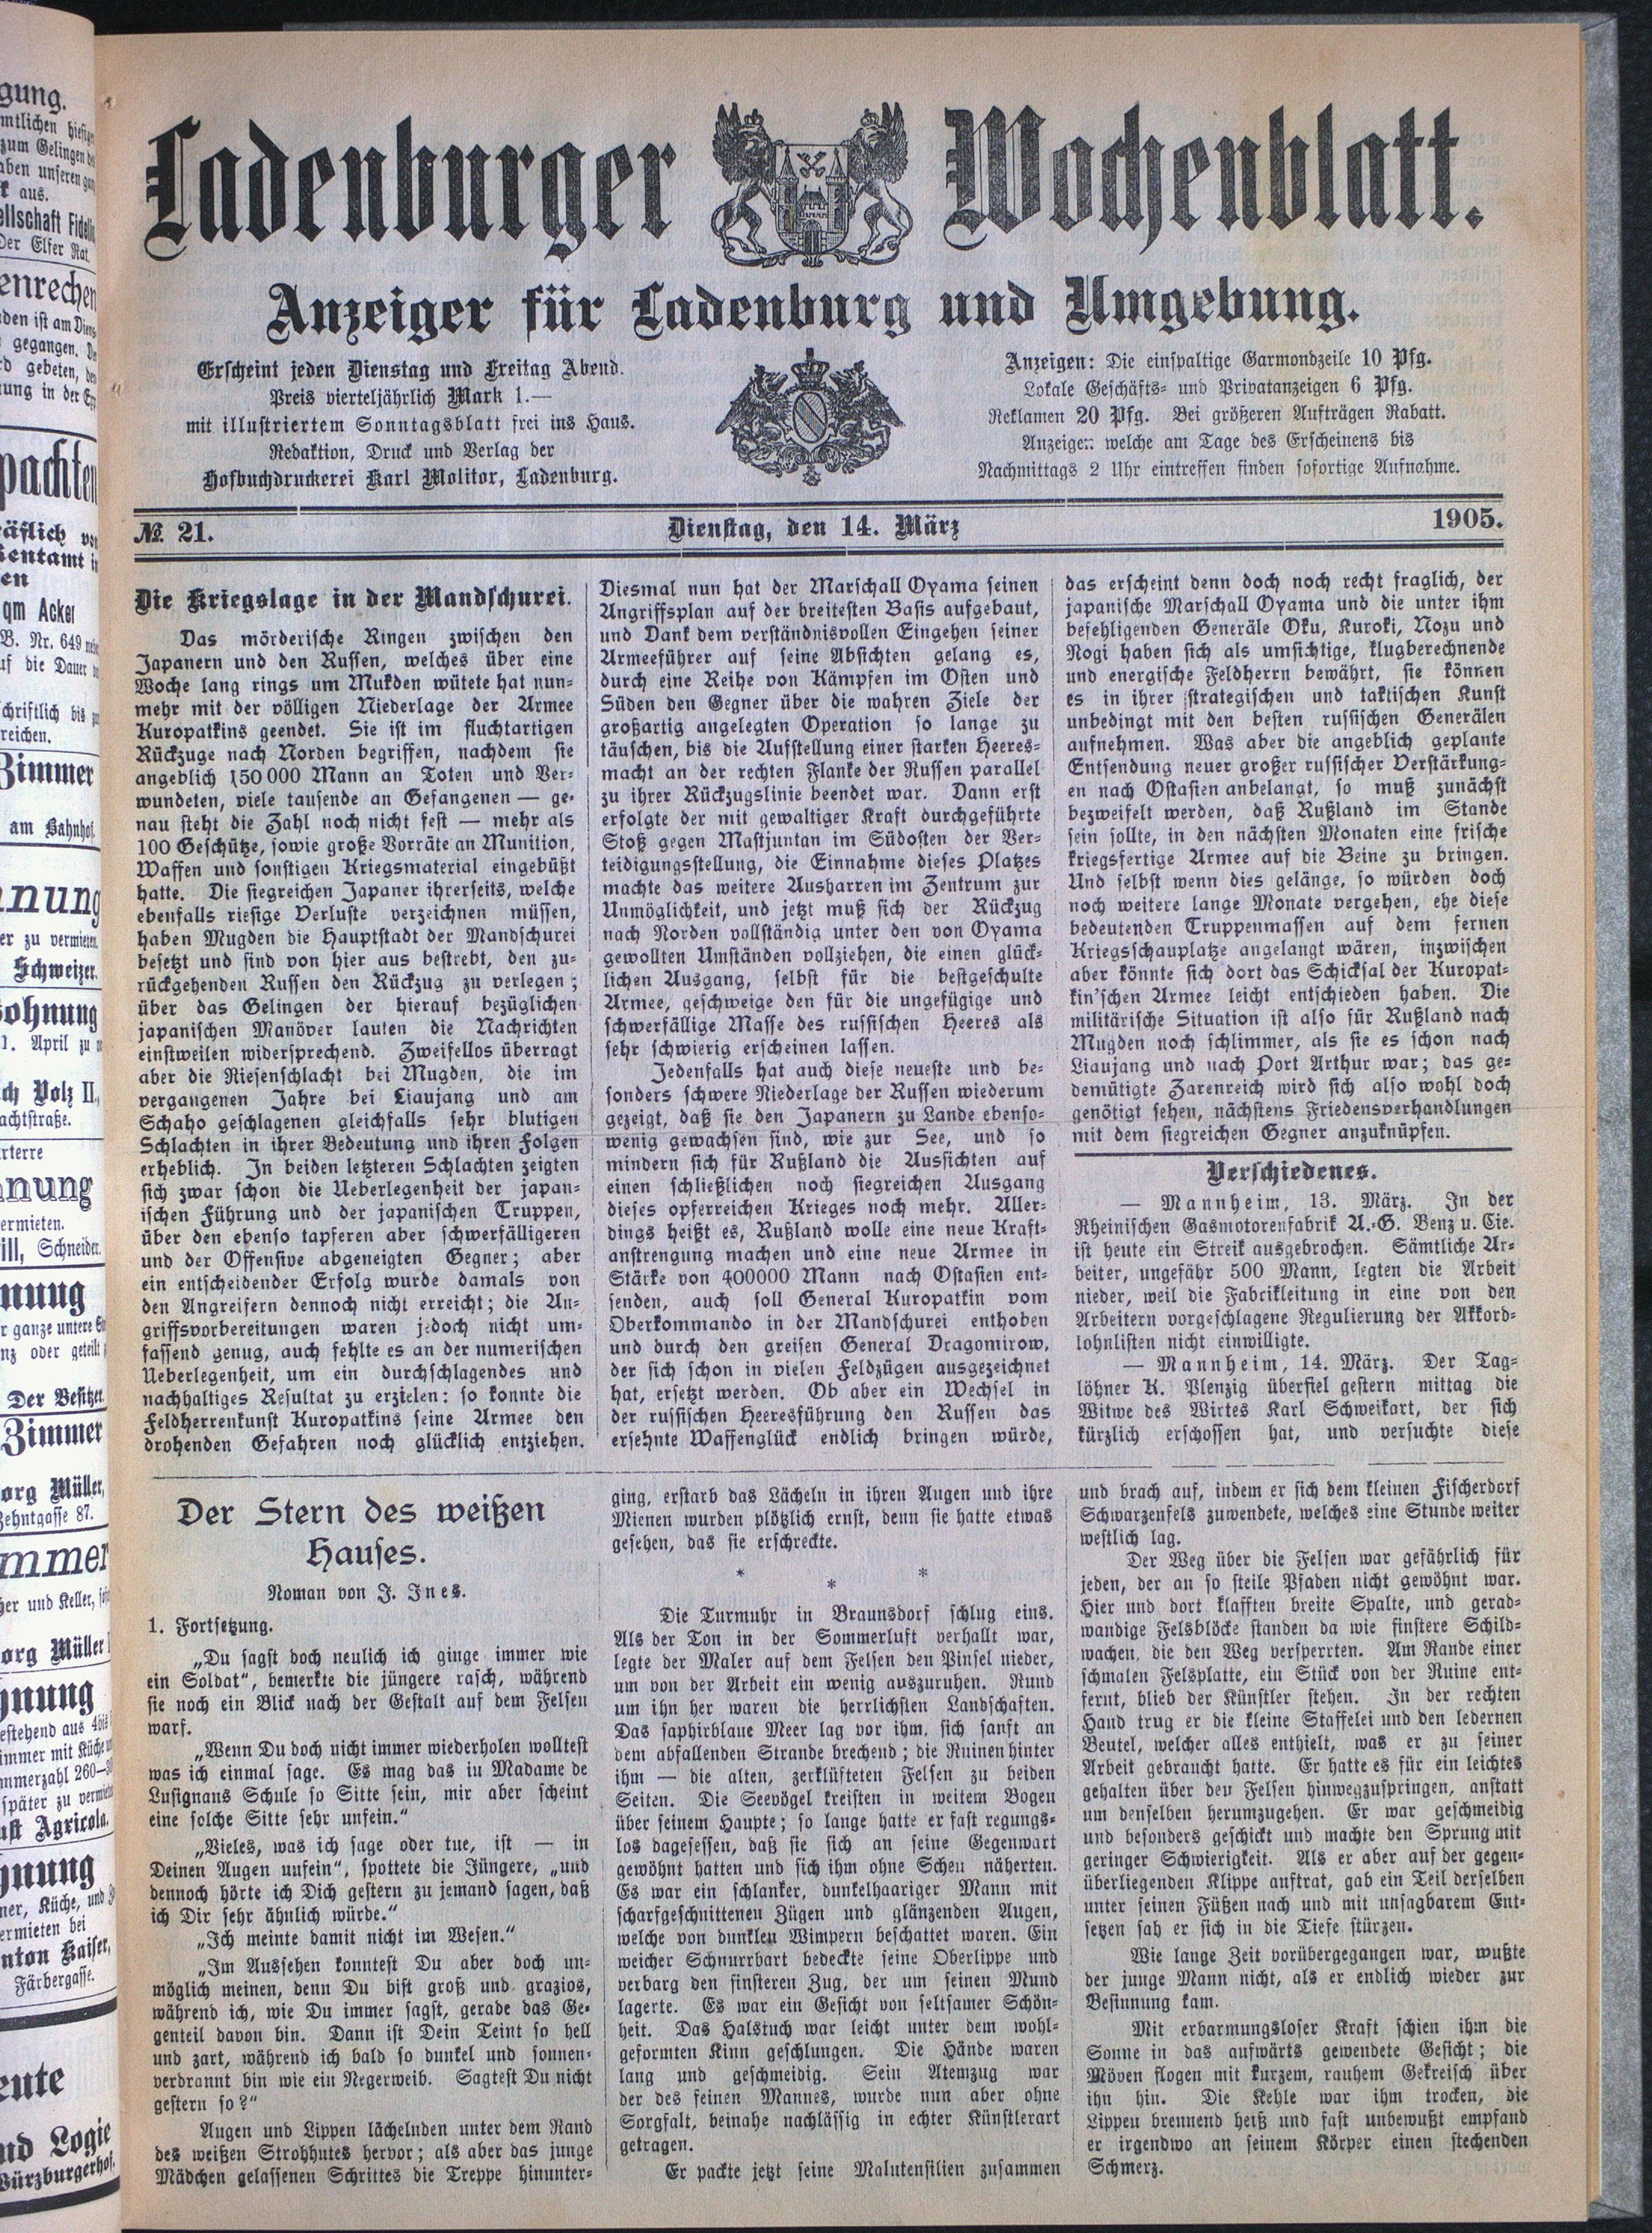 Ladenburger Wochenblatt.
Anzeiger für Ladenburg und Umgebung.
Erscheint jeden Dienstag und Freitag Abend.
Preis vierteljährlich Mark 1.—
mit illustriertem Sonntagsblatt frei ins Haus.
Redaktion, Druck und Verlag der
Hofbuchdruckerei Karl Molitor, Ladenburg.
Anzeigen: Die einspaltige Garmondzeile 10 Pfg.
Lokale Geschäfts- und Privatanzeigen 6 Pfg.
Reklamen 20 Pfg. Bei größeren Aufträgen Rabatt.
Anzeigen welche am Tage des Erscheinens bis
Nachmittags 2 Uhr eintreffen finden sofortige Aufnahme.
№ 21.
Dienstag, den 14. März
1905.
Die Kriegslage in der Mandschurei.
Das mörderische Ringen zwischen den
Japanern und den Russen, welches über eine
Woche lang rings um Mukden wütete hat nun-
mehr mit der völligen Niederlage der Armee
Kuropatkins geendet. Sie ist im fluchtartigen
Rückzuge nach Norden begriffen, nachdem sie
angeblich 150 000 Mann an Toten und Ver-
wundeten, viele tausende an Gefangenen — ge-
nau steht die Zahl noch nicht fest — mehr als
100 Geschütze, sowie große Vorräte an Munition,
Waffen und sonstigen Kriegsmaterial eingebüßt
hatte. Die siegreichen Japaner ihrerseits, welche
ebenfalls riesige Verluste verzeichnen müssen,
haben Mugden die Hauptstadt der Mandschurei
besetzt und sind von hier aus bestrebt, den zu-
rückgehenden Russen den Rückzug zu verlegen;
über das Gelingen der hierauf bezüglichen
japanischen Manöver lauten die Nachrichten
einstweilen widersprechend. Zweifellos überragt
aber die Riesenschlacht bei Mugden, die im
vergangenen Jahre bei Liaujang und am
Schaho geschlagenen gleichfalls sehr blutigen
Schlachten in ihrer Bedeutung und ihren Folgen
erheblich. In beiden letzteren Schlachten zeigten
sich zwar schon die Ueberlegenheit der japan-
ischen Führung und der japanischen Truppen,
über den ebenso tapferen aber schwerfälligeren
und der Offensive abgeneigten Gegner; aber
ein entscheidender Erfolg wurde damals von
den Angreifern dennoch nicht erreicht; die An-
griffsvorbereitungen waren jedoch nicht um-
fassend genug, auch fehlte es an der numerischen
Ueberlegenheit, um ein durchschlagendes und
nachhaltiges Resultat zu erzielen: so konnte die
Feldherrenkunst Kuropatkins seine Armee den
drohenden Gefahren noch glücklich entziehen.
Diesmal nun hat der Marschall Oyama seinen
Angriffsplan auf der breitesten Basis aufgebaut,
und Dank dem verständnisvollen Eingehen seiner
Armeeführer auf seine Absichten gelang es,
durch eine Reihe von Kämpfen im Osten und
Süden den Gegner über die wahren Ziele der
großartig angelegten Operation so lange zu
täuschen, bis die Aufstellung einer starken Heeres-
macht an der rechten Flanke der Russen parallel
zu ihrer Rückzugslinie beendet war. Dann erst
erfolgte der mit gewaltiger Kraft durchgeführte
Stoß gegen Mastjuntan im Südosten der Ver-
teidigungsstellung, die Einnahme dieses Platzes
machte das weitere Ausharren im Zentrum zur
Unmöglichkeit, und jetzt muß sich der Rückzug
nach Norden vollständig unter den von Oyama
gewollten Umständen vollziehen, die einen glück-
lichen Ausgang, selbst für die bestgeschulte
Armee, geschweige den für die ungefügige und
schwerfällige Masse des russischen Heeres als
sehr schwierig erscheinen lassen.
Jedenfalls hat auch diese neueste und be-
sonders schwere Niederlage der Russen wiederum
gezeigt, daß sie den Japanern zu Lande ebenso-
wenig gewachsen sind, wie zur See, und so
mindern sich für Rußland die Aussichten auf
einen schließlichen noch siegreichen Ausgang
dieses opferreichen Krieges noch mehr. Aller-
dings heißt es, Rußland wolle eine neue Kraft-
anstrengung machen und eine neue Armee in
Stärke von 400000 Mann nach Ostasien ent-
senden, auch soll General Kuropatkin vom
Oberkommando in der Mandschurei enthoben
und durch den greisen General Dragomirow,
der sich schon in vielen Feldzügen ausgezeichnet
hat, ersetzt werden. Ob aber ein Wechsel in
der russischen Heeresführung den Russen das
ersehnte Waffenglück endlich bringen würde,
das erscheint denn doch noch recht fraglich, der
japanische Marschall Oyama und die unter ihm
befehligenden Generäle Oku, Kuroki, Nozu und
Nogi haben sich als umsichtige, klugberechnende
und energische Feldherrn bewährt, sie können
es in ihrer strategischen und taktischen Kunst
unbedingt mit den besten russischen Generälen
aufnehmen. Was aber die angeblich geplante
Entsendung neuer großer russischer Verstärkung-
en nach Ostasien anbelangt, so muß zunächst
bezweifelt werden, daß Rußland im Stande
sein sollte, in den nächsten Monaten eine frische
kriegsfertige Armee auf die Beine zu bringen.
Und selbst wenn dies gelänge, so würden doch
noch weitere lange Monate vergehen, ehe diese
bedeutenden Truppenmassen auf dem fernen
Kriegsschauplatze angelangt wären, inzwischen
aber könnte sich dort das Schicksal der Kuropat-
kin'schen Armee leicht entschieden haben. Die
militärische Situation ist also für Rußland nach
Mugden noch schlimmer, als sie es schon nach
Liaujang und nach Port Arthur war; das ge-
demütigte Zarenreich wird sich also wohl doch
genötigt sehen, nächstens Friedensverhandlungen
mit dem siegreichen Gegner anzuknüpfen.
Verschiedenes.
— Mannheim, 13. März. In der
Rheinischen Gasmotorenfabrik A.-G. Benz u. Cie.
ist heute ein Streik ausgebrochen. Sämtliche Ar-
beiter, ungefähr 500 Mann, legten die Arbeit
nieder, weil die Fabrikleitung in eine von den
Arbeitern vorgeschlagene Regulierung der Akkord-
lohnlisten nicht einwilligte.
— Mannheim, 14. März. Der Tag-
löhner K. Plenzig überfiel gestern mittag die
Witwe des Wirtes Karl Schweikart, der sich
kürzlich erschossen hat, und versuchte diese
Der Stern des weißen
Hauses.
Roman von J. Ines.
1. Fortsetzung.
„Du sagst doch neulich ich ginge immer wie
ein Soldat“, bemerkte die jüngere rasch, während
sie noch ein Blick nach der Gestalt auf dem Felsen
warf.
„Wenn Du doch nicht immer wiederholen wolltest
was ich einmal sage. Es mag das in Madame de
Lusignans Schule so Sitte sein, mir aber scheint
eine solche Sitte sehr unfein.“
„Vieles, was ich sage oder tue, ist — in
Deinen Augen unfein“, spottete die Jüngere, „und
dennoch hörte ich Dich gestern zu jemand sagen, daß
ich Dir sehr ähnlich würde.“
„Ich meinte damit nicht im Wesen.“
„Im Aussehen konntest Du aber doch un-
möglich meinen, denn Du bist groß und grazios,
während ich, wie Du immer sagst, gerade das Ge-
genteil davon bin. Dann ist Dein Teint so hell
und zart, während ich bald so dunkel und sonnen-
verbrannt bin wie ein Negerweib. Sagtest Du nicht
gestern so?“
Augen und Lippen lächelnden unter dem Rand
des weißen Strohhutes hervor; als aber das junge
Mädchen gelassenen Schrittes die Treppe hinunter-
ging, erstarb das Lächeln in ihren Augen und ihre
Mienen wurden plötzlich ernst, denn sie hatte etwas
gesehen, das sie erschreckte.
* * *
Die Turmuhr in Braunsdorf schlug eins.
Als der Ton in der Sommerluft verhallt war,
legte der Maler auf dem Felsen den Pinsel nieder,
um von der Arbeit ein wenig auszuruhen. Rund
um ihn her waren die herrlichsten Landschaften.
Das saphirblaue Meer lag vor ihm, sich sanft an
dem abfallenden Strande brechend; die Ruinen hinter
ihm — die alten, zerklüfteten Felsen zu beiden
Seiten. Die Seevögel kreisten in weitem Bogen
über seinem Haupte; so lange hatte er fast regungs-
los dagesessen, daß sie sich an seine Gegenwart
gewöhnt hatten und sich ihm ohne Scheu näherten.
Es war ein schlanker, dunkelhaariger Mann mit
scharfgeschnittenen Zügen und glänzenden Augen,
welche von dunklen Wimpern beschattet waren. Ein
weicher Schnurrbart bedeckte seine Oberlippe und
verbarg den finsteren Zug, der um seinen Mund
lagerte. Es war ein Gesicht von seltsamer Schön-
heit. Das Halstuch war leicht unter dem wohl-
geformten Kinn geschlungen. Die Hände waren
lang und geschmeidig. Sein Atemzug war
der des feinen Mannes, wurde nun aber ohne
Sorgfalt, beinahe nachlässig in echter Künstlerart
getragen.
Er packte jetzt seine Malutensilien zusammen
und brach auf, indem er sich dem kleinen Fischerdorf
Schwarzenfels zuwendete, welches eine Stunde weiter
westlich lag.
Der Weg über die Felsen war gefährlich für
jeden, der an so steile Pfaden nicht gewöhnt war.
Hier und dort klafften breite Spalte, und gerad-
wandige Felsblöcke standen da wie finstere Schild-
wachen, die den Weg versperrten. Am Rande einer
schmalen Felsplatte, ein Stück von der Ruine ent-
fernt, blieb der Künstler stehen. In der rechten
Hand trug er die kleine Staffelei und den ledernen
Beutel, welcher alles enthielt, was er zu seiner
Arbeit gebraucht hatte. Er hatte es für ein leichtes
gehalten über den Felsen hinwegzuspringen, anstatt
um denselben herumzugehen. Er war geschmeidig
und besonders geschickt und machte den Sprung mit
geringer Schwierigkeit. Als er aber auf der gegen-
überliegenden Klippe auftrat, gab ein Teil derselben
unter seinen Füßen nach und mit unsagbarem Ent-
setzen sah er sich in die Tiefe stürzen.
Wie lange Zeit vorübergegangen war, wußte
der junge Mann nicht, als er endlich wieder zur
Besinnung kam.
Mit erbarmungsloser Kraft schien ihm die
Sonne in das aufwärts gewendete Gesicht; die
Möven flogen mit kurzem, rauhem Gekreisch über
ihn hin. Die Kehle war ihm trocken, die
Lippen brennend heiß und fast unbewußt empfand
er irgendwo an seinem Körper einen stechenden
Schmerz.